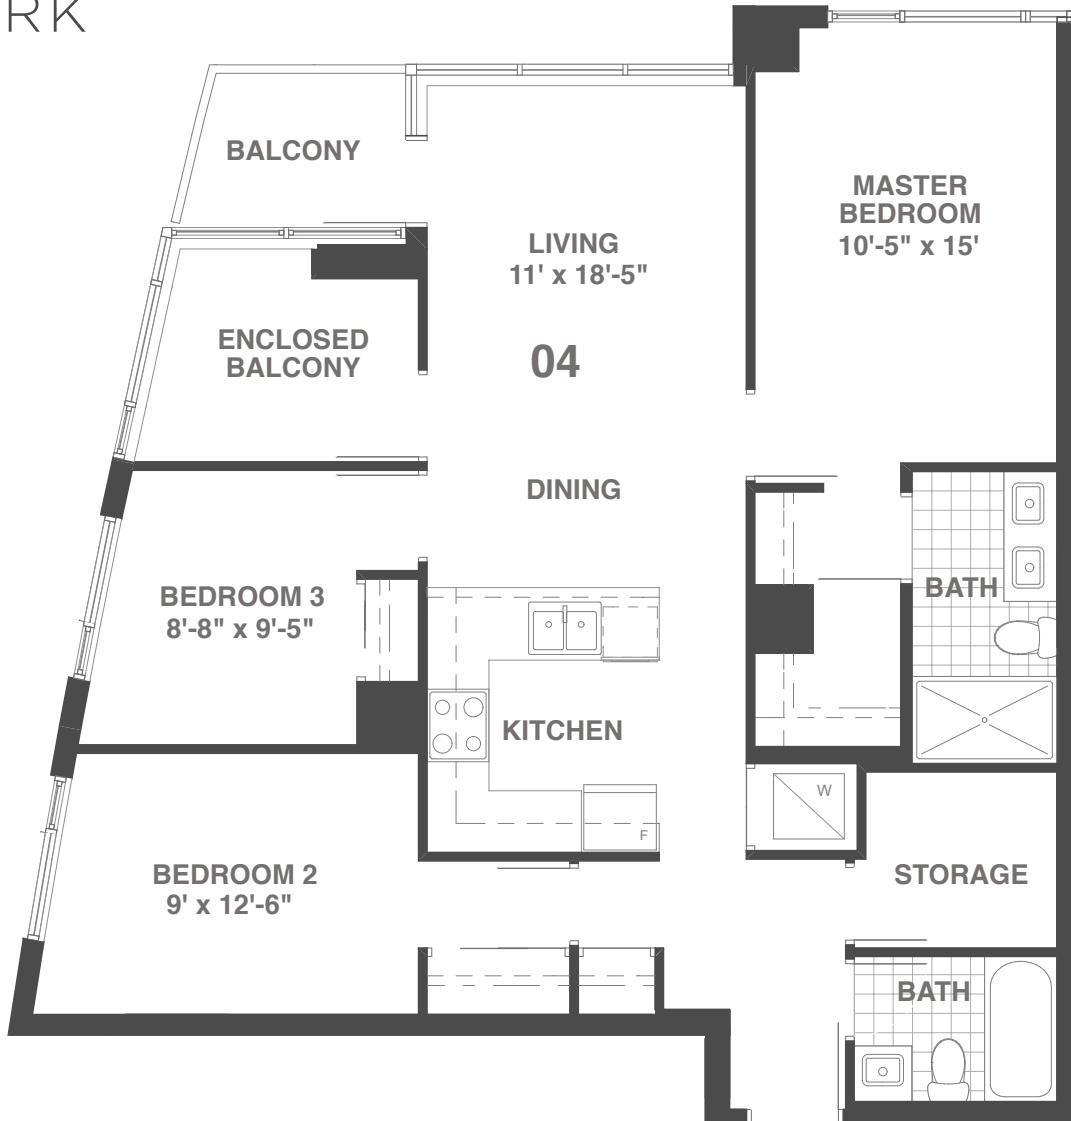 RK
BALCONY
MASTER
BEDROOM
10'-5" x 15'
LIVING
11' x 18'-5"
ENCLOSED
BALCONY
04
DINING
BEDROOM 3
8'-8" x 9'-5"
BATH
KITCHEN
W
F
BEDROOM 2
9' x 12'-6"
STORAGE
BATH